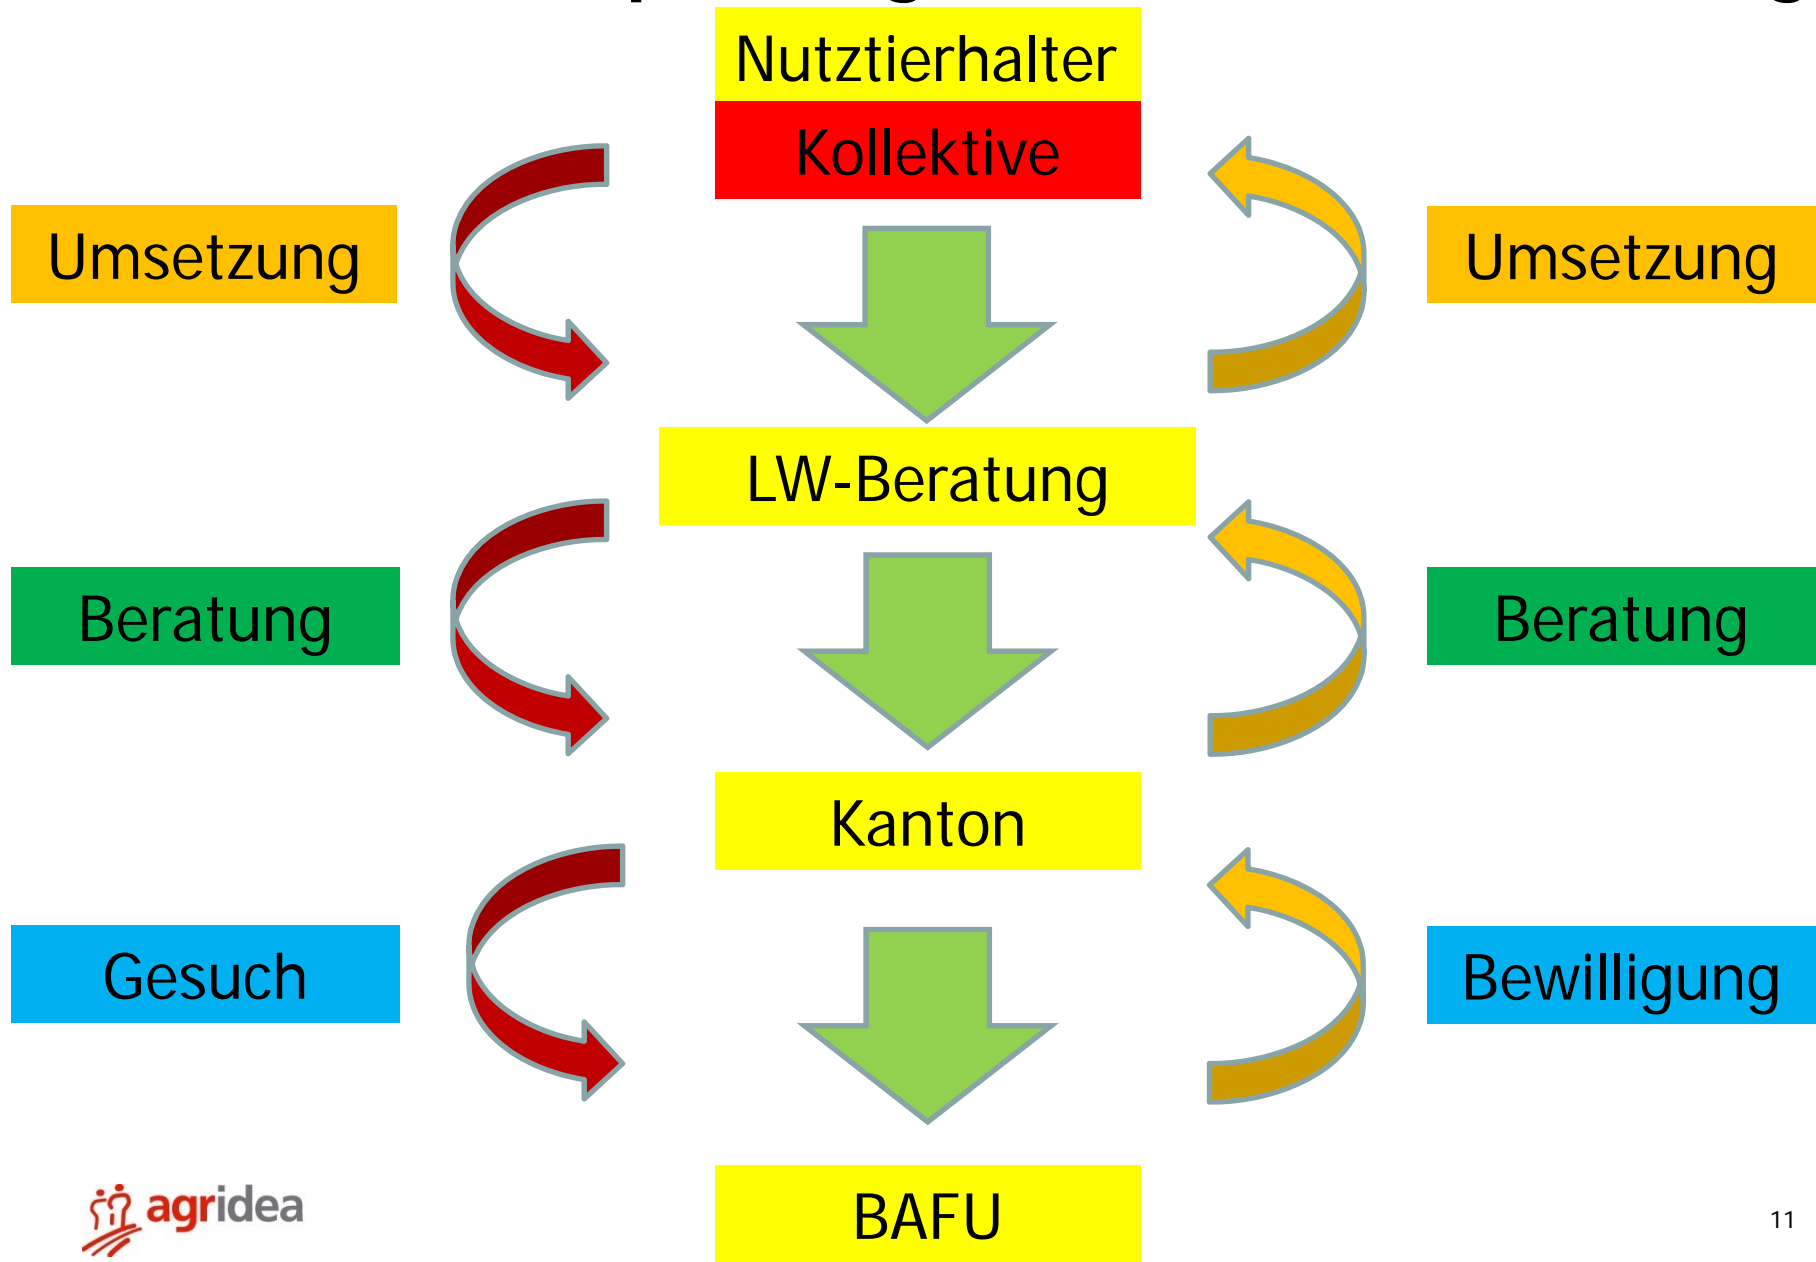 Nutztierhalter
Kollektive
Umsetzung
Umsetzung
LW-Beratung
Beratung
Beratung
Kanton
Gesuch
Bewilligung
agridea
BAFU
11